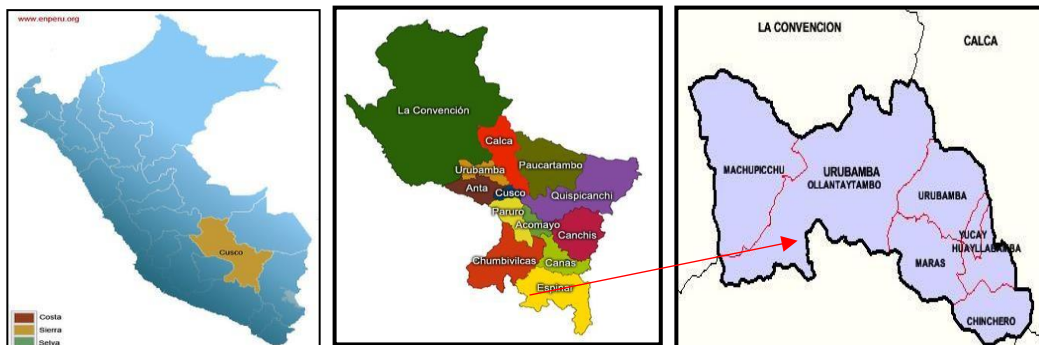 www.enperu.org
Cusco
Costa
Sierra
Selva
La Convención
Calca
Paucartambo
Urubamba
Anta
Cusco
Quispicanchi
Paruro
Acomayo
Canchis
Chumbivilcas
Canas
Espinar
LA CONVENCION
CALCA
MACHUPICCHU
URUBAMBA
OLLANTAYTAMBO
URUBAMBA
YUCAY
HUAYLLABAMBA
MARAS
CHINCHERO